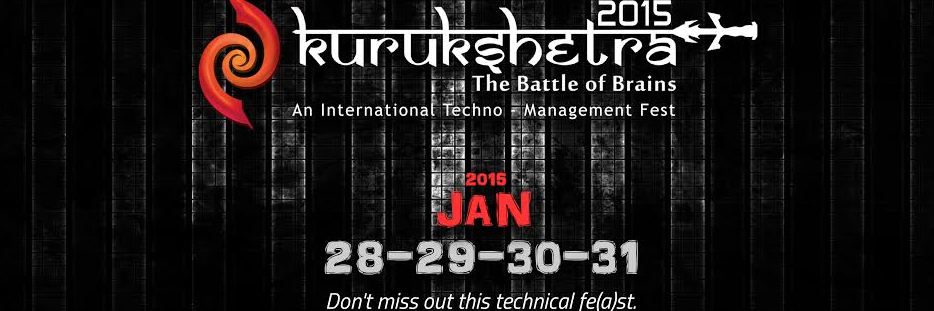 2015
kurukshetra
The Battle of Brains
An International Techno - Management Fest
2015
JAN
28-29-30-31
Don't miss out this technical fe(a)st.